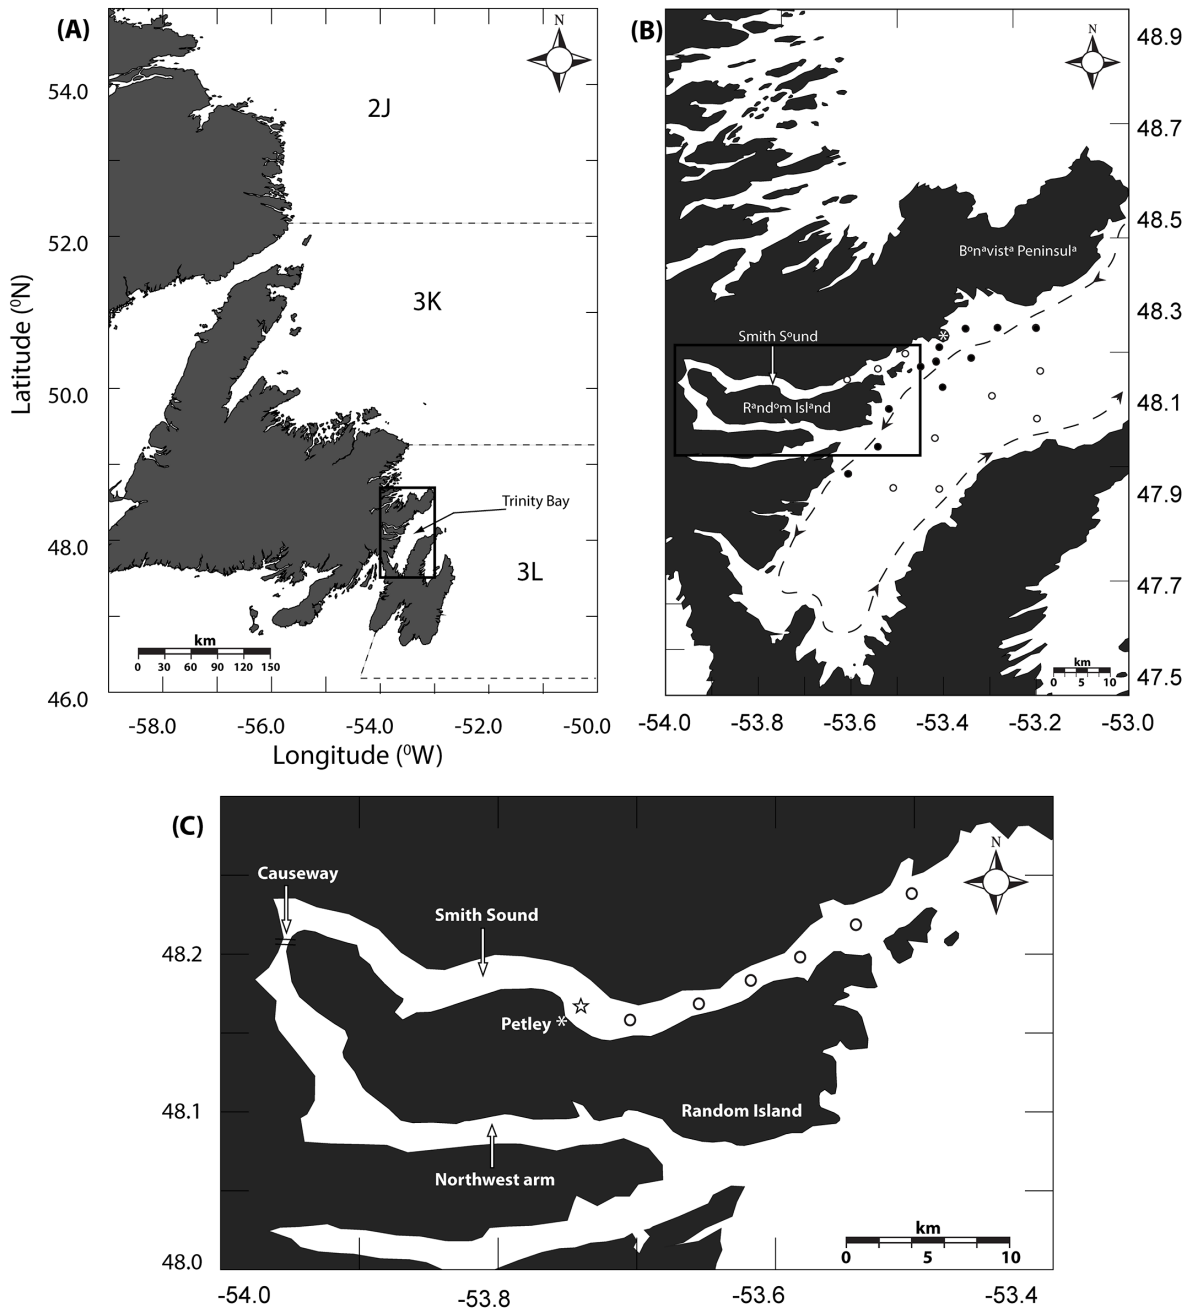 (A)
N
54.0
2J
52.0
3K
50.0
Trinity Bay
48.0
3L
km
0 30 60 90 120 150
46.0
-58.0 -56.0 -54.0 -52.0 -50.0
Latitude (⁰N)
Longitude (⁰W)
(B)
N
48.9
48.7
48.5
Bonavista Peninsula
48.3
Smith Sound
48.1
Random Island
47.9
47.7
km
0 5 10
47.5
-54.0 -53.8 -53.6 -53.4 -53.2 -53.0
(C)
N
Causeway
Smith Sound
48.2
Petley
48.1
Random Island
Northwest arm
km
0 5 10
48.0
-54.0 -53.8 -53.6 -53.4